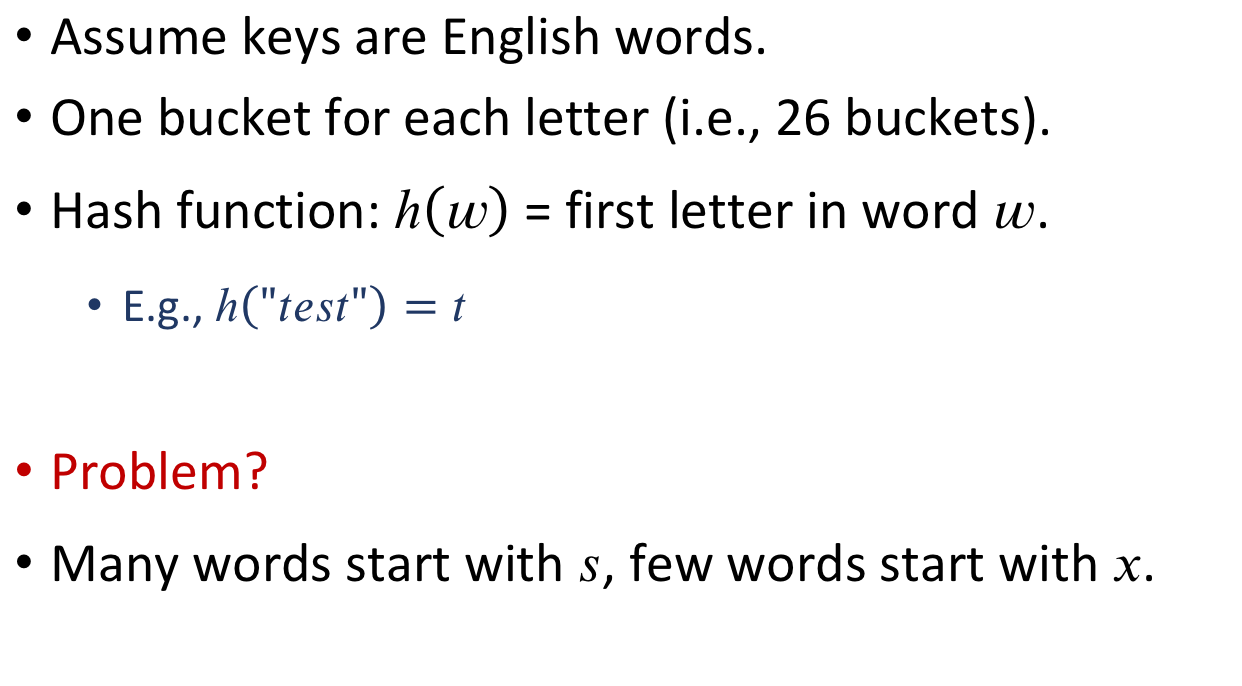 • Assume keys are English words.
• One bucket for each letter (i.e., 26 buckets).
• Hash function: h(w) = first letter in word w.
• E.g., h("test") = t
• Problem?
• Many words start with s, few words start with x.